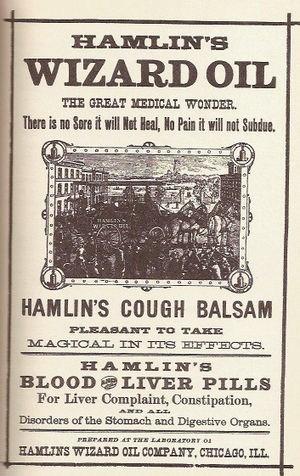 HAMLIN'S
WIZARD OIL
THE GREAT MEDICAL WONDER.
There is no Sore it will Not Heal, No Pain it will not Subdue.
HAMLIN'S
WIZARD OIL
HAMLIN'S COUGH BALSAM
PLEASANT TO TAKE
MAGICAL IN ITS EFFECTS.
HAMLIN'S
BLOOD AND LIVER PILLS
For Liver Complaint, Constipation,
AND ALL
Disorders of the Stomach and Digestive Organs.
PREPARED AT THE LABORATORY OF
HAMLINS WIZARD OIL COMPANY, CHICAGO, ILL.